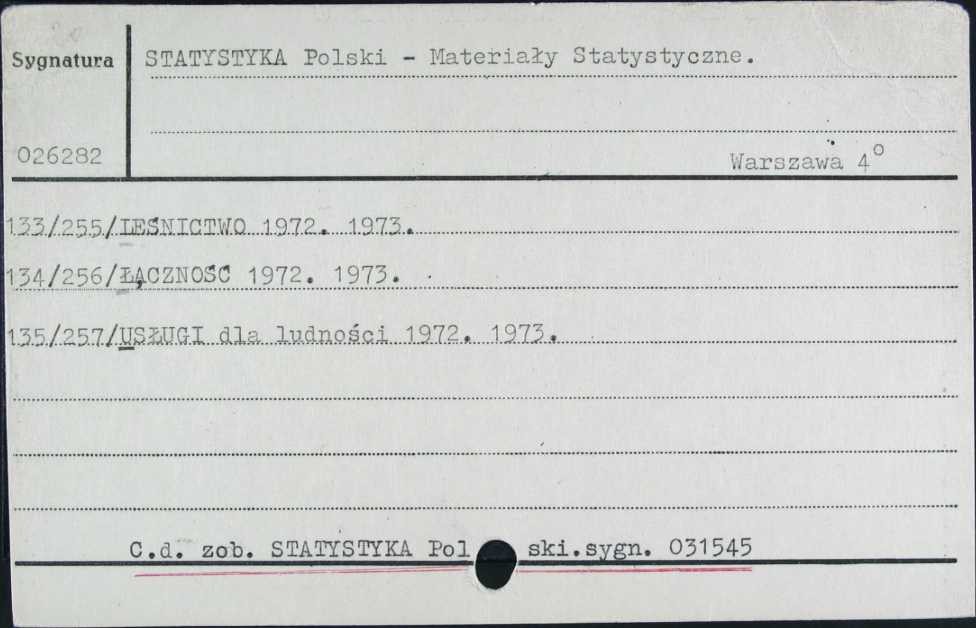 Sygnatura
STATYSTYKA Polski - Materiały Statystyczne.
026282
Warszawa 4°
133/255/LEŚNICTWO 1972. 1973.
134/256/ŁĄCZNOŚĆ 1972. 1973.
135/257/USŁUGI dla ludności 1972. 1973.
C.d. zob. STATYSTYKA Pol ski.sygn. 031545